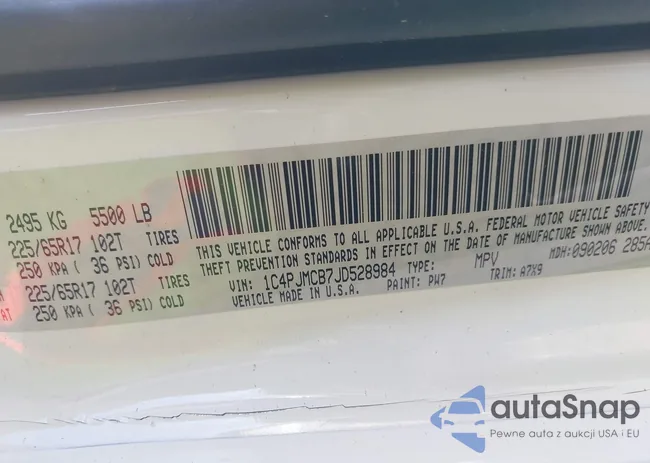 2495 KG 5500 LB
225/65R17 102T TIRES
250 KPA ( 36 PSI) COLD
225/65R17 102T TIRES
AT 250 KPA ( 36 PSI) COLD
THIS VEHICLE CONFORMS TO ALL APPLICABLE U.S.A. FEDERAL MOTOR VEHICLE SAFETY
THEFT PREVENTION STANDARDS IN EFFECT ON THE DATE OF MANUFACTURE SHOWN ABOVE.
VIN: 1C4PJMCB7JD528984 TYPE: MPV MDH:090206 285A
VEHICLE MADE IN U.S.A. PAINT: PW7 TRIM: A7X9
autaSnap
Pewne auta z aukcji USA i EU